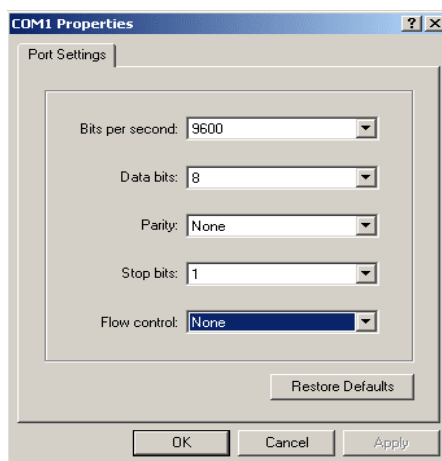 COM1 Properties
Port Settings
Bits per second: 9600
Data bits: 8
Parity: None
Stop bits: 1
Flow control: None
Restore Defaults
OK Cancel Apply